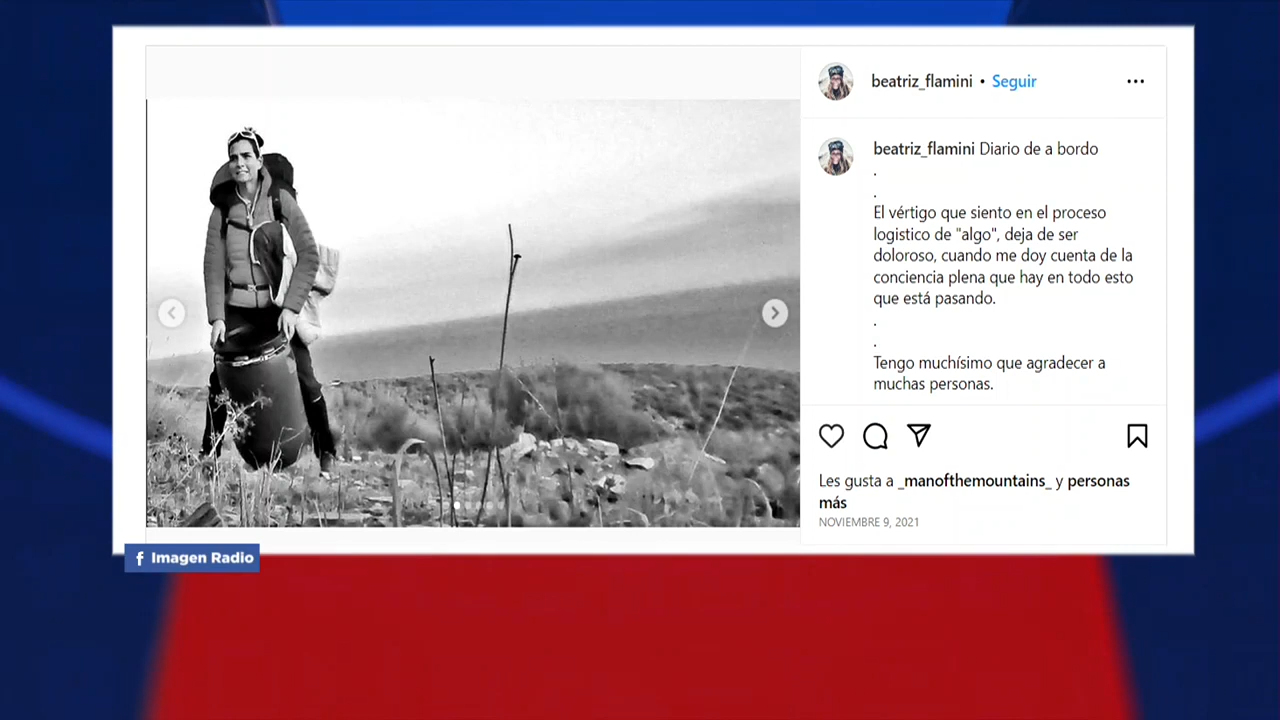 beatriz_flamini • Seguir
beatriz_flamini Diario de a bordo
.
.
El vértigo que siento en el proceso
logistico de "algo", deja de ser
doloroso, cuando me doy cuenta de la
conciencia plena que hay en todo esto
que está pasando.
.
.
Tengo muchísimo que agradecer a
muchas personas.
Les gusta a _manofthemountains_ y personas
más
NOVIEMBRE 9, 2021
f Imagen Radio